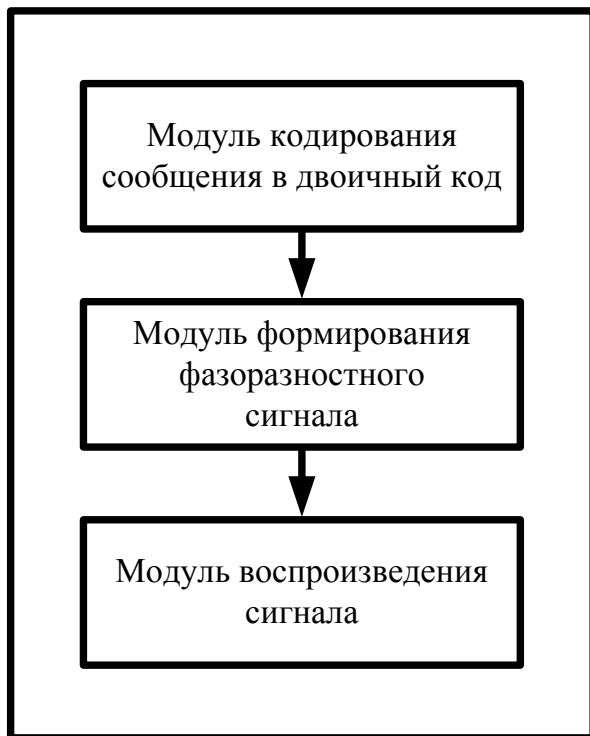 Модуль кодирования
сообщения в двоичный код
Модуль формирования
фазоразностного
сигнала
Модуль воспроизведения
сигнала